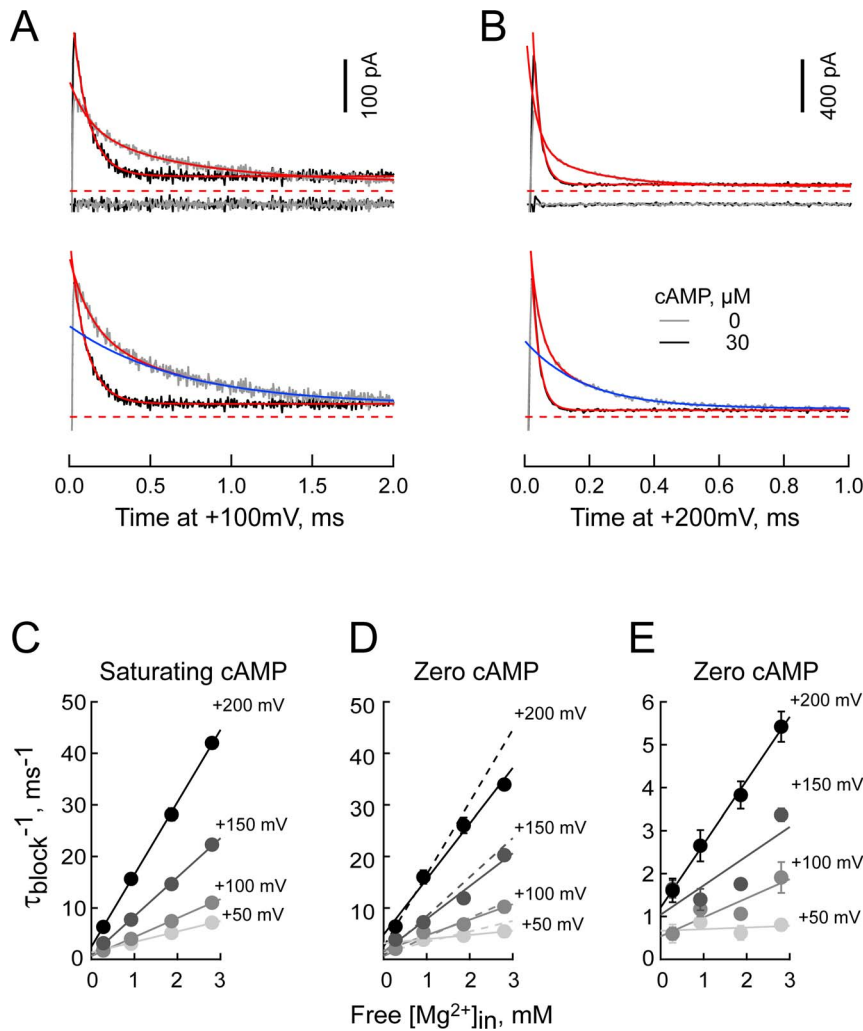 A
B
100 pA
400 pA
cAMP, µM
0
30
0.0 0.5 1.0 1.5 2.0
0.0 0.2 0.4 0.6 0.8 1.0
Time at +100mV, ms
Time at +200mV, ms
C
D
E
Saturating cAMP
Zero cAMP
Zero cAMP
τblock⁻¹, ms⁻¹
50
40
30
20
10
0
+200 mV
+150 mV
+100 mV
+50 mV
0 1 2 3
50
40
30
20
10
0
+200 mV
+150 mV
+100 mV
+50 mV
0 1 2 3
6
5
4
3
2
1
0
+200 mV
+150 mV
+100 mV
+50 mV
0 1 2 3
Free [Mg²⁺]in, mM